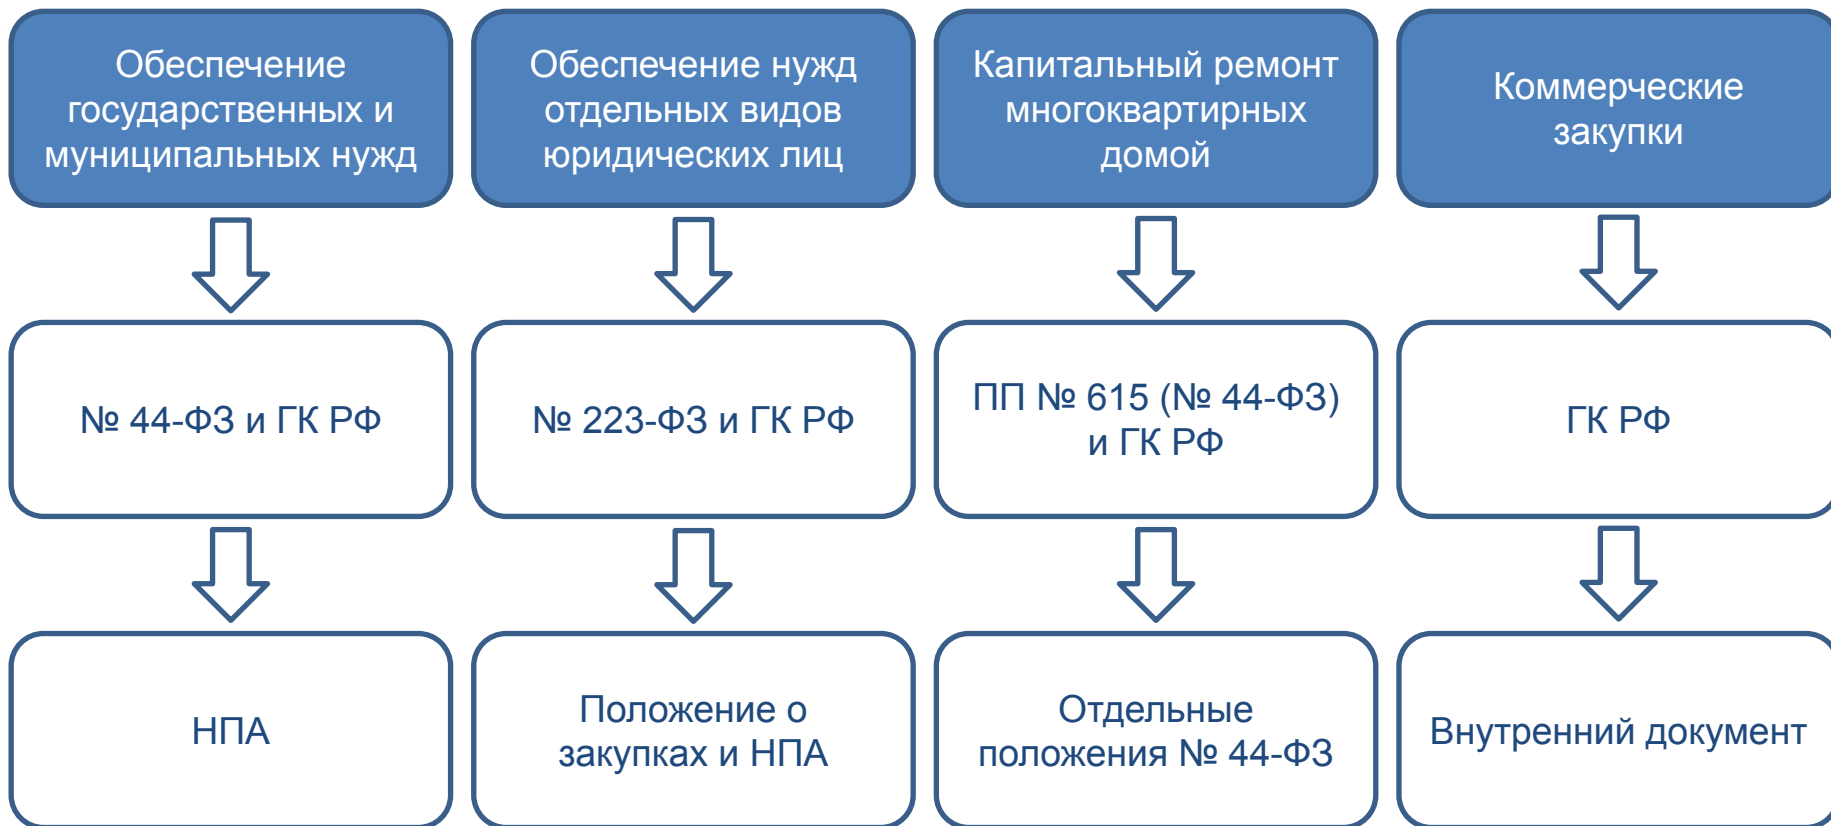 Обеспечение
государственных и
муниципальных нужд
Обеспечение нужд
отдельных видов
юридических лиц
Капитальный ремонт
многоквартирных
домой
Коммерческие
закупки
№ 44-ФЗ и ГК РФ
№ 223-ФЗ и ГК РФ
ПП № 615 (№ 44-ФЗ)
и ГК РФ
ГК РФ
НПА
Положение о
закупках и НПА
Отдельные
положения № 44-ФЗ
Внутренний документ